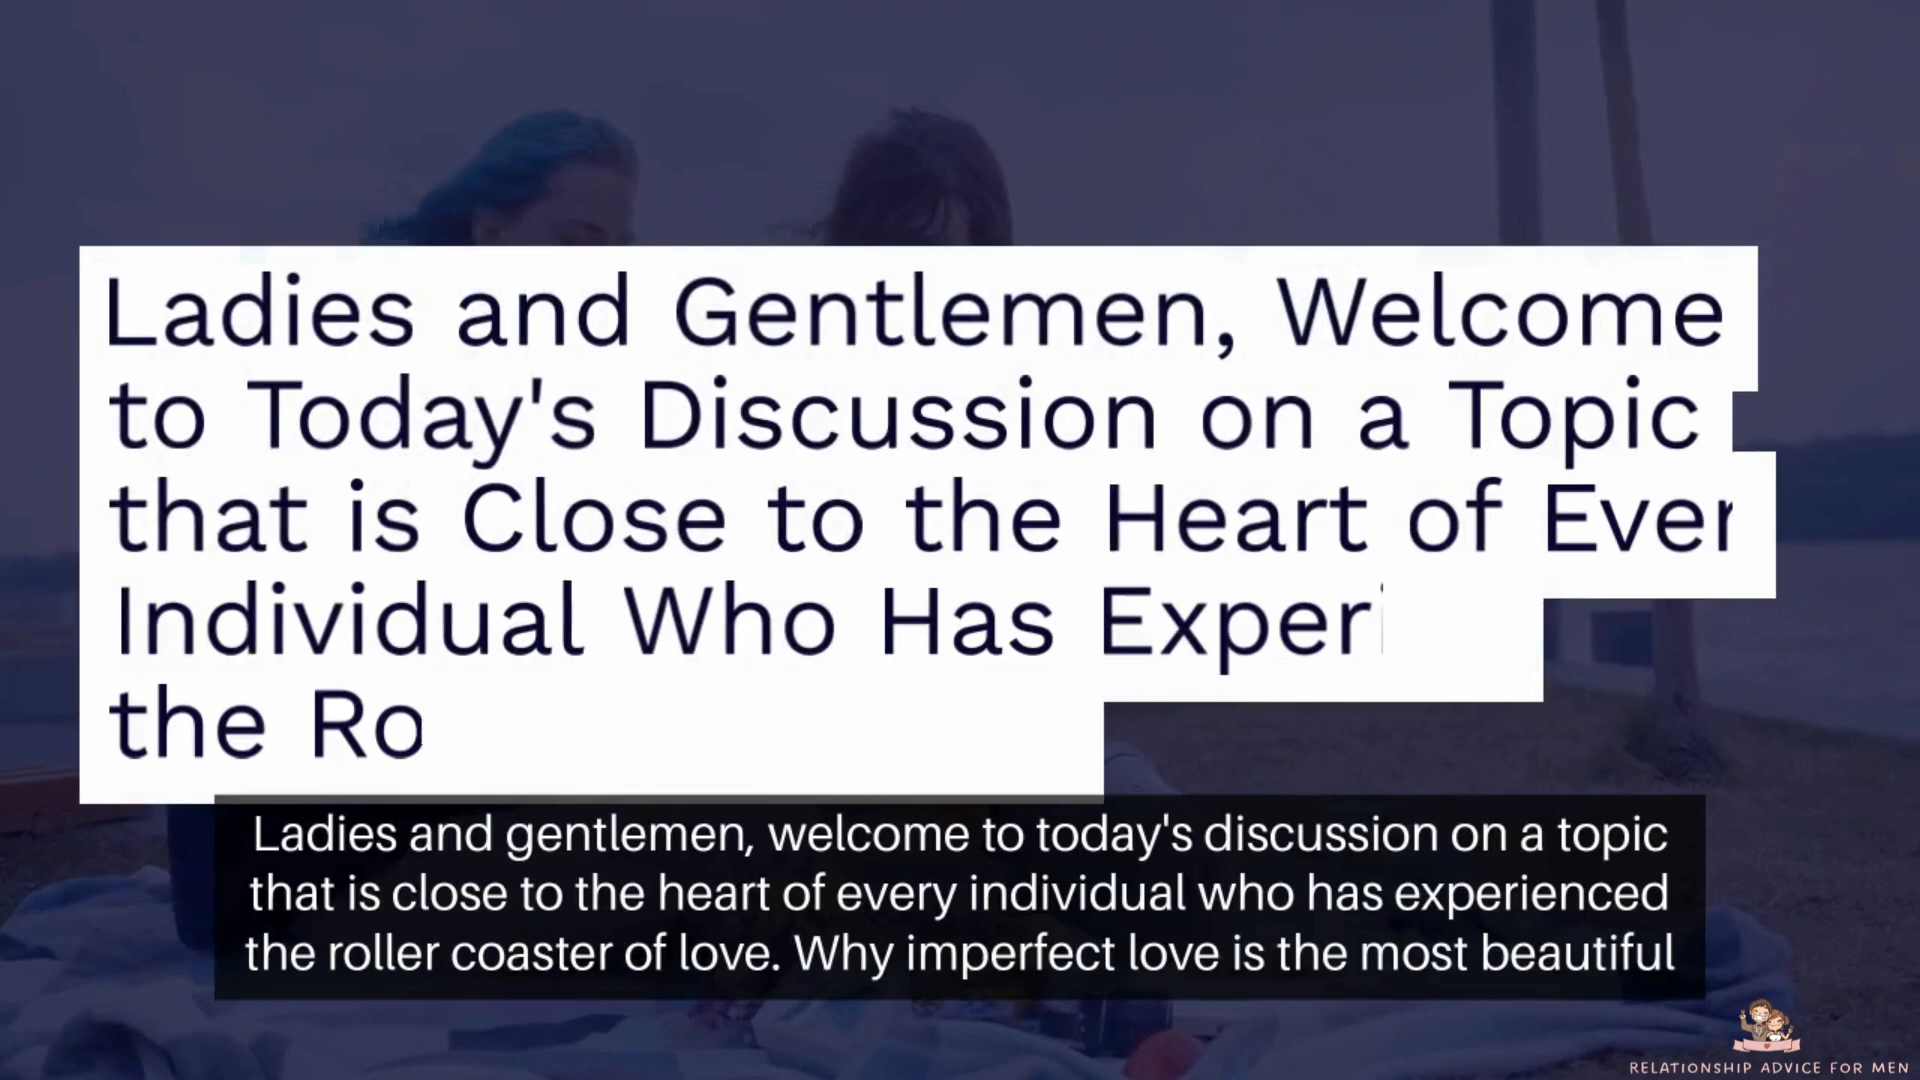 Ladies and Gentlemen, Welcome
to Today's Discussion on a Topic
that is Close to the Heart of Ever
Individual Who Has Experi
the Ro
Ladies and gentlemen, welcome to today's discussion on a topic
that is close to the heart of every individual who has experienced
the roller coaster of love. Why imperfect love is the most beautiful
RELATIONSHIP ADVICE FOR MEN